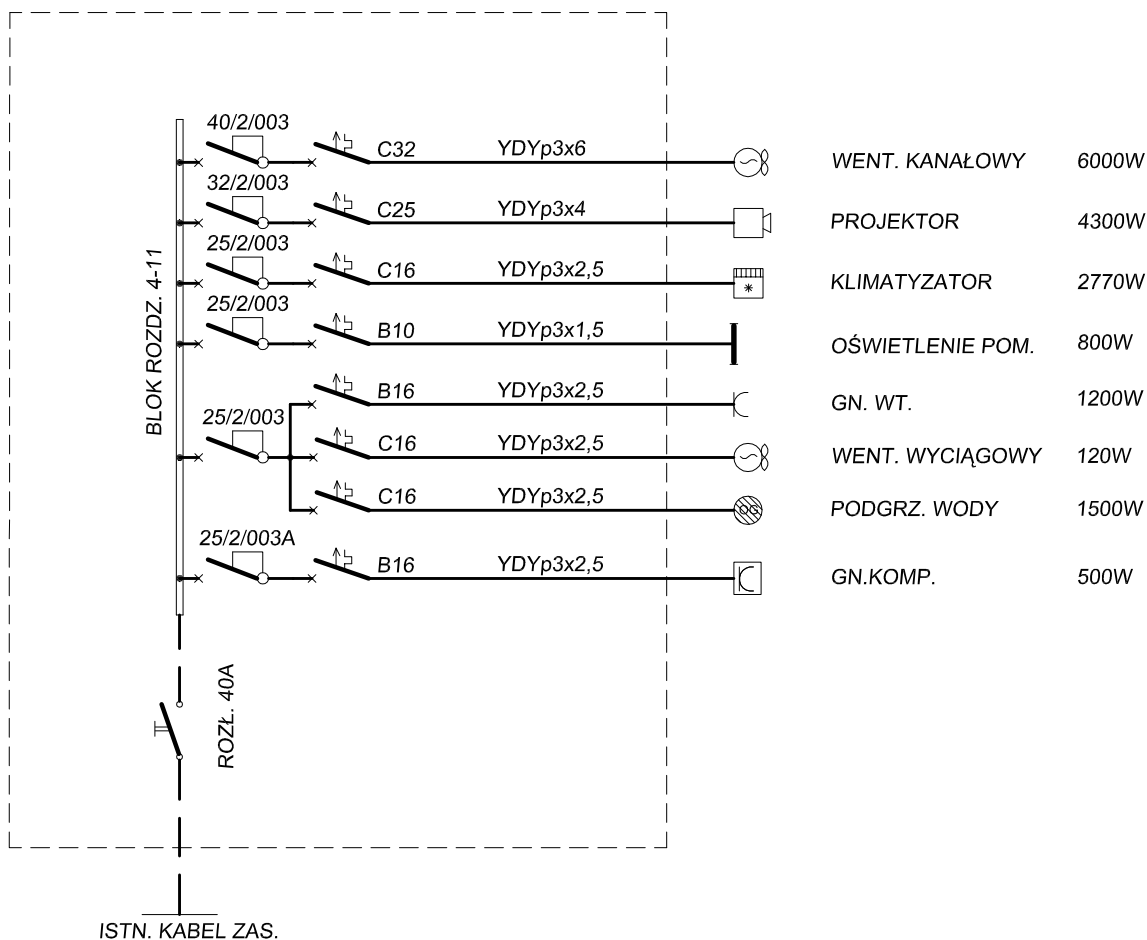 40/2/003
C32 YDYp3x6 WENT. KANAŁOWY 6000W
32/2/003
C25 YDYp3x4 PROJEKTOR 4300W
25/2/003
C16 YDYp3x2,5 KLIMATYZATOR 2770W
25/2/003
B10 YDYp3x1,5 OŚWIETLENIE POM. 800W
BLOK ROZDZ. 4-11
B16 YDYp3x2,5 GN. WT. 1200W
25/2/003
C16 YDYp3x2,5 WENT. WYCIĄGOWY 120W
C16 YDYp3x2,5 PODGRZ. WODY 1500W
25/2/003A
B16 YDYp3x2,5 GN.KOMP. 500W
ROZŁ. 40A
ISTN. KABEL ZAS.